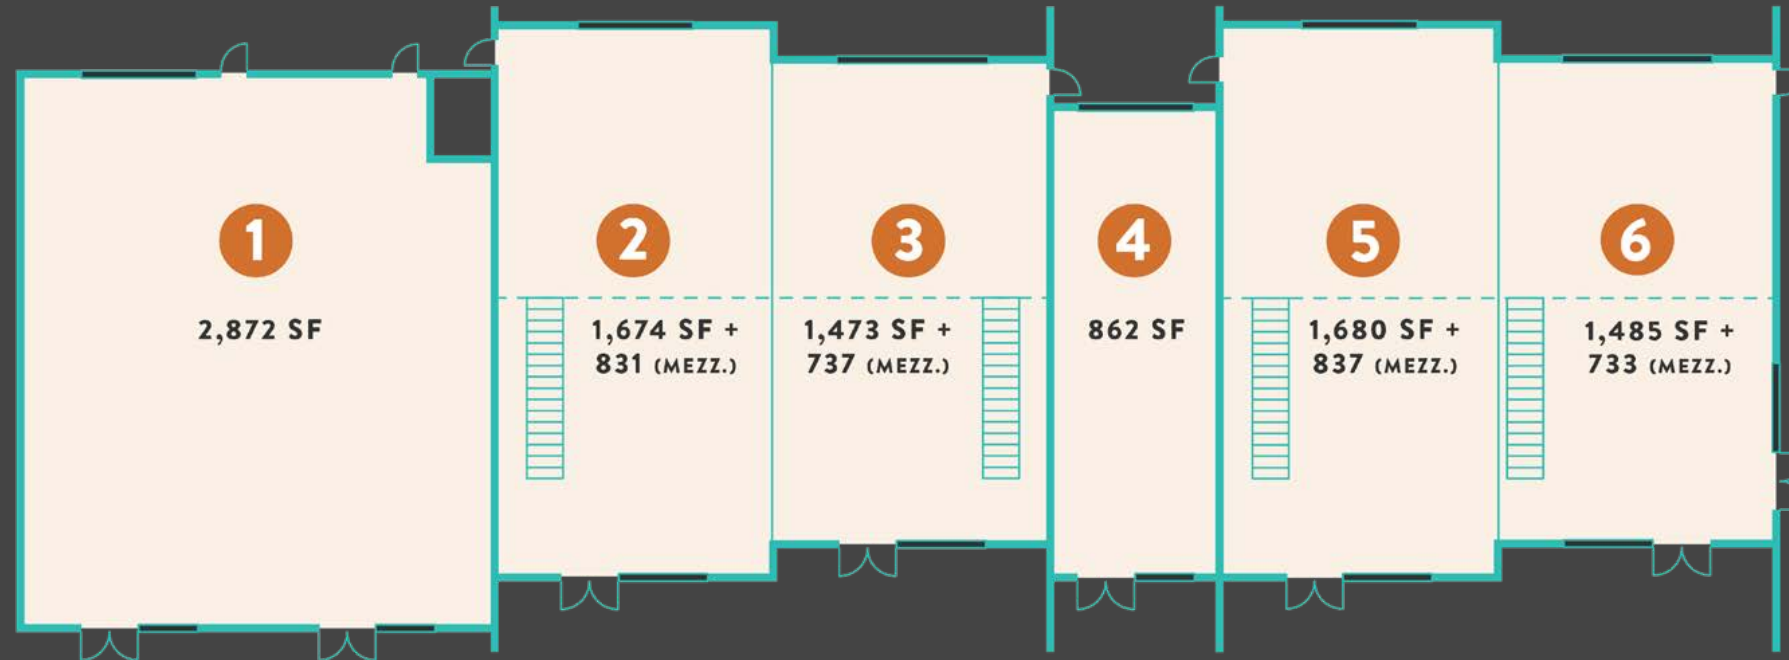 1
2,872 SF
2
1,674 SF +
831 (MEZZ.)
3
1,473 SF +
737 (MEZZ.)
4
862 SF
5
1,680 SF +
837 (MEZZ.)
6
1,485 SF +
733 (MEZZ.)